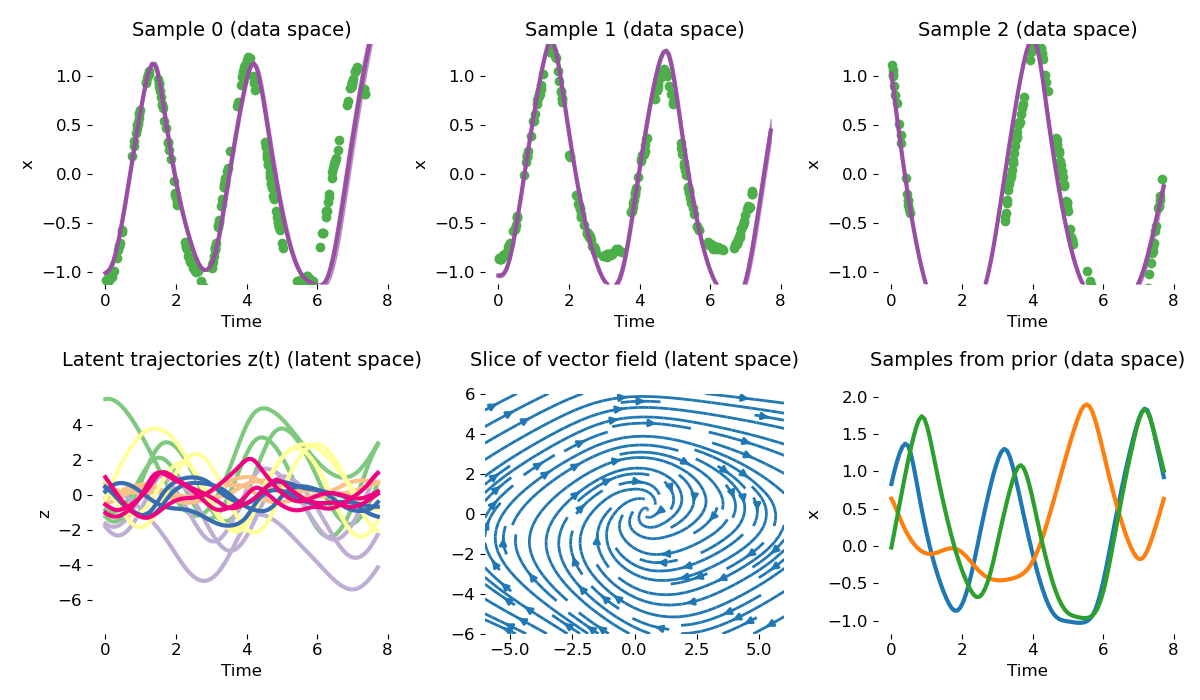 Sample 0 (data space)
Sample 1 (data space)
Sample 2 (data space)
1.0
0.5
0.0
−0.5
−1.0
x
0 2 4 6 8
Time
1.0
0.5
0.0
−0.5
−1.0
x
0 2 4 6 8
Time
1.0
0.5
0.0
−0.5
−1.0
x
0 2 4 6 8
Time
Latent trajectories z(t) (latent space)
Slice of vector field (latent space)
Samples from prior (data space)
4
2
0
−2
−4
−6
z
0 2 4 6 8
Time
6
4
2
0
−2
−4
−6
−5.0 −2.5 0.0 2.5 5.0
2.0
1.5
1.0
0.5
0.0
−0.5
−1.0
x
0 2 4 6 8
Time